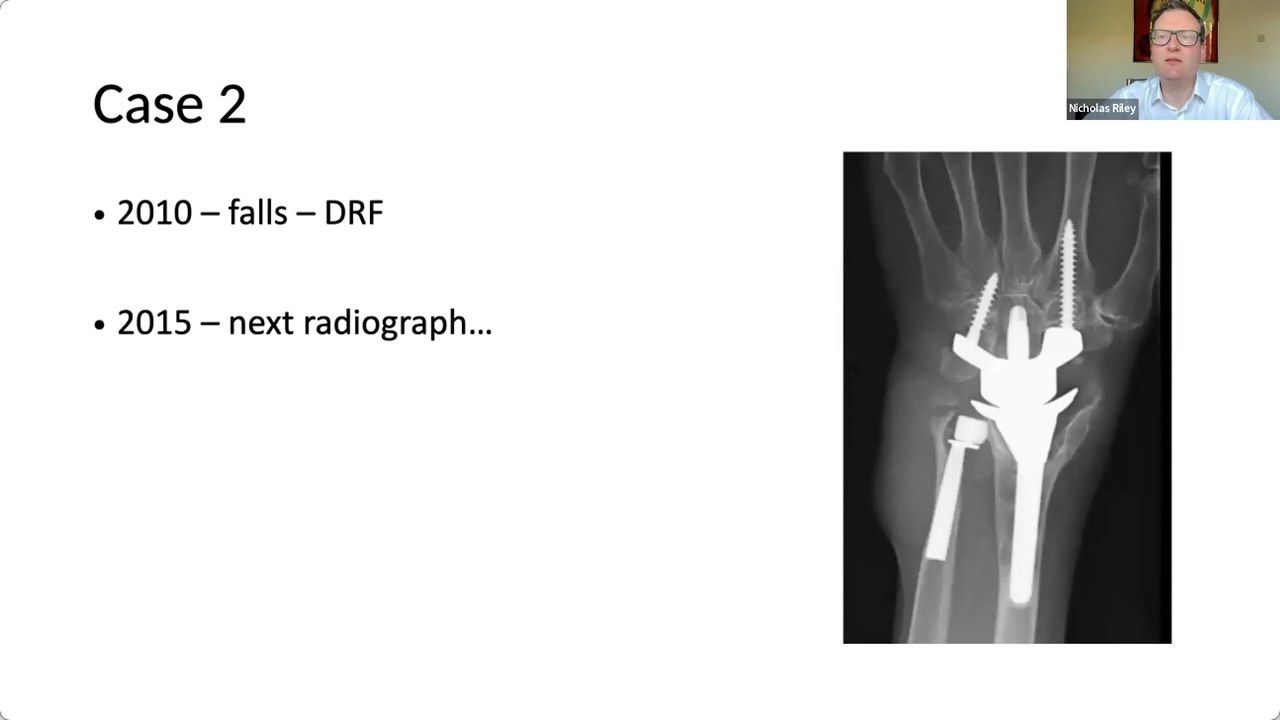 Case 2
• 2010 – falls – DRF
• 2015 – next radiograph...
Nicholas Riley